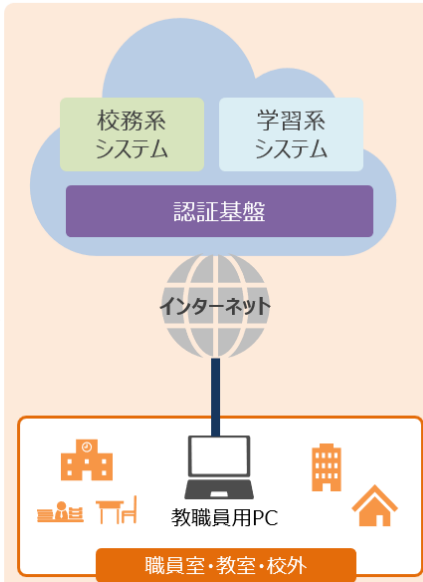 校務系
システム
学習系
システム
認証基盤
インターネット
教職員用PC
職員室・教室・校外